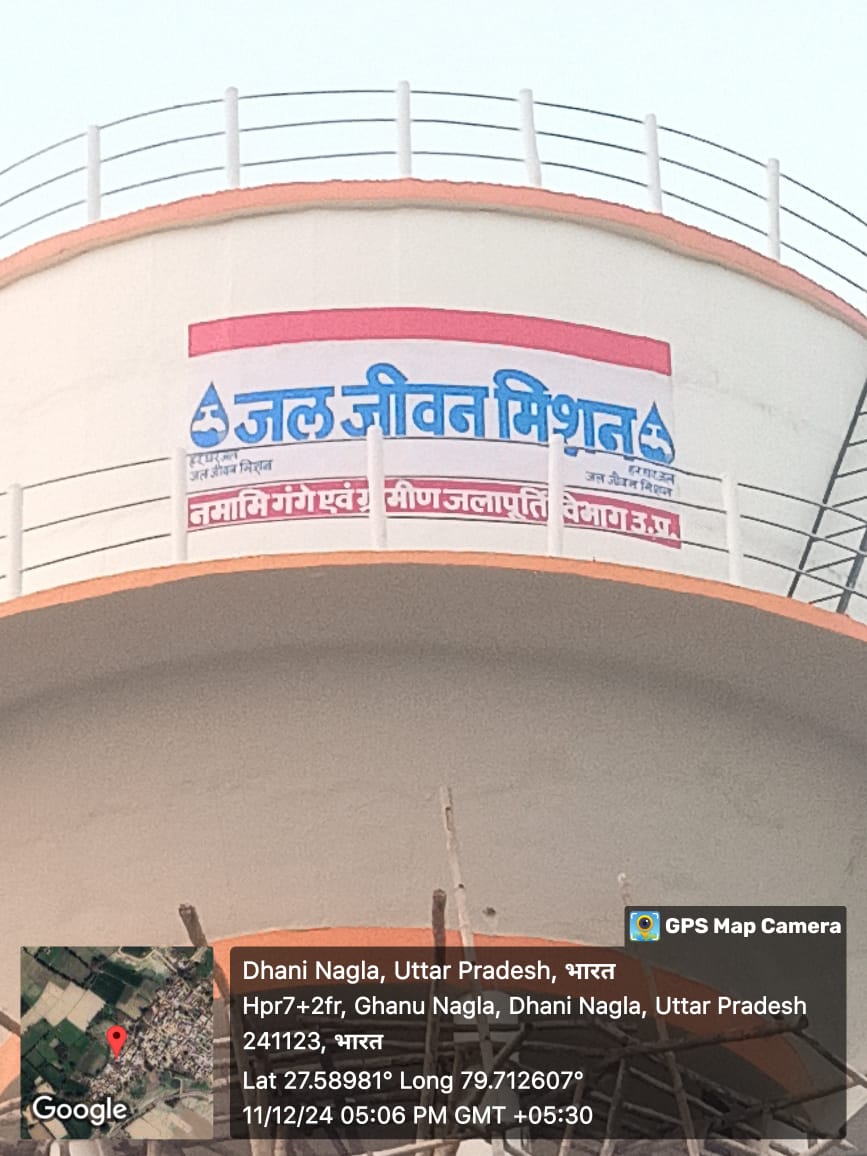 जल जीवन मिशन
हर घर जल
जल जीवन मिशन
हर घर जल
जल जीवन मिशन
नमामि गंगे एवं ग्रामीण जलापूर्ति विभाग उ.प्र.
GPS Map Camera
Dhani Nagla, Uttar Pradesh, भारत
Hpr7+2fr, Ghanu Nagla, Dhani Nagla, Uttar Pradesh
241123, भारत
Lat 27.58981° Long 79.712607°
11/12/24 05:06 PM GMT +05:30
Google